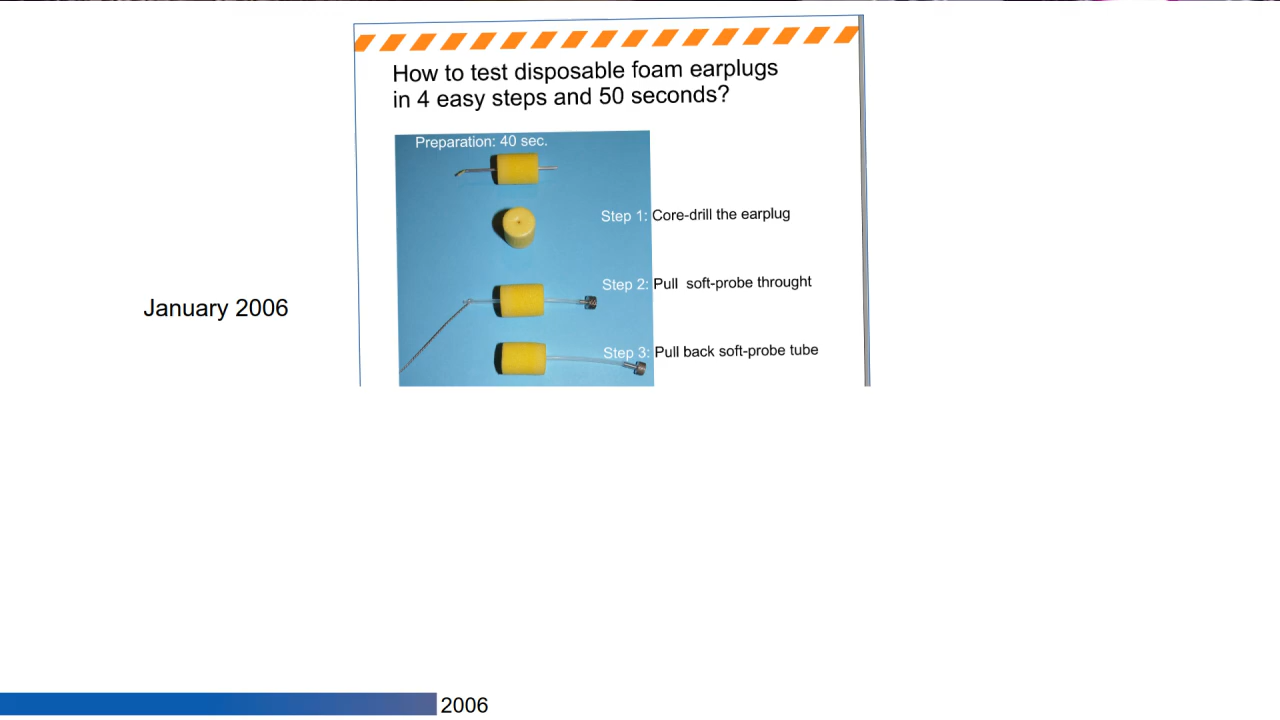 How to test disposable foam earplugs
in 4 easy steps and 50 seconds?
Preparation: 40 sec.
Step 1: Core-drill the earplug
Step 2: Pull soft-probe throught
January 2006
Step 3: Pull back soft-probe tube
2006